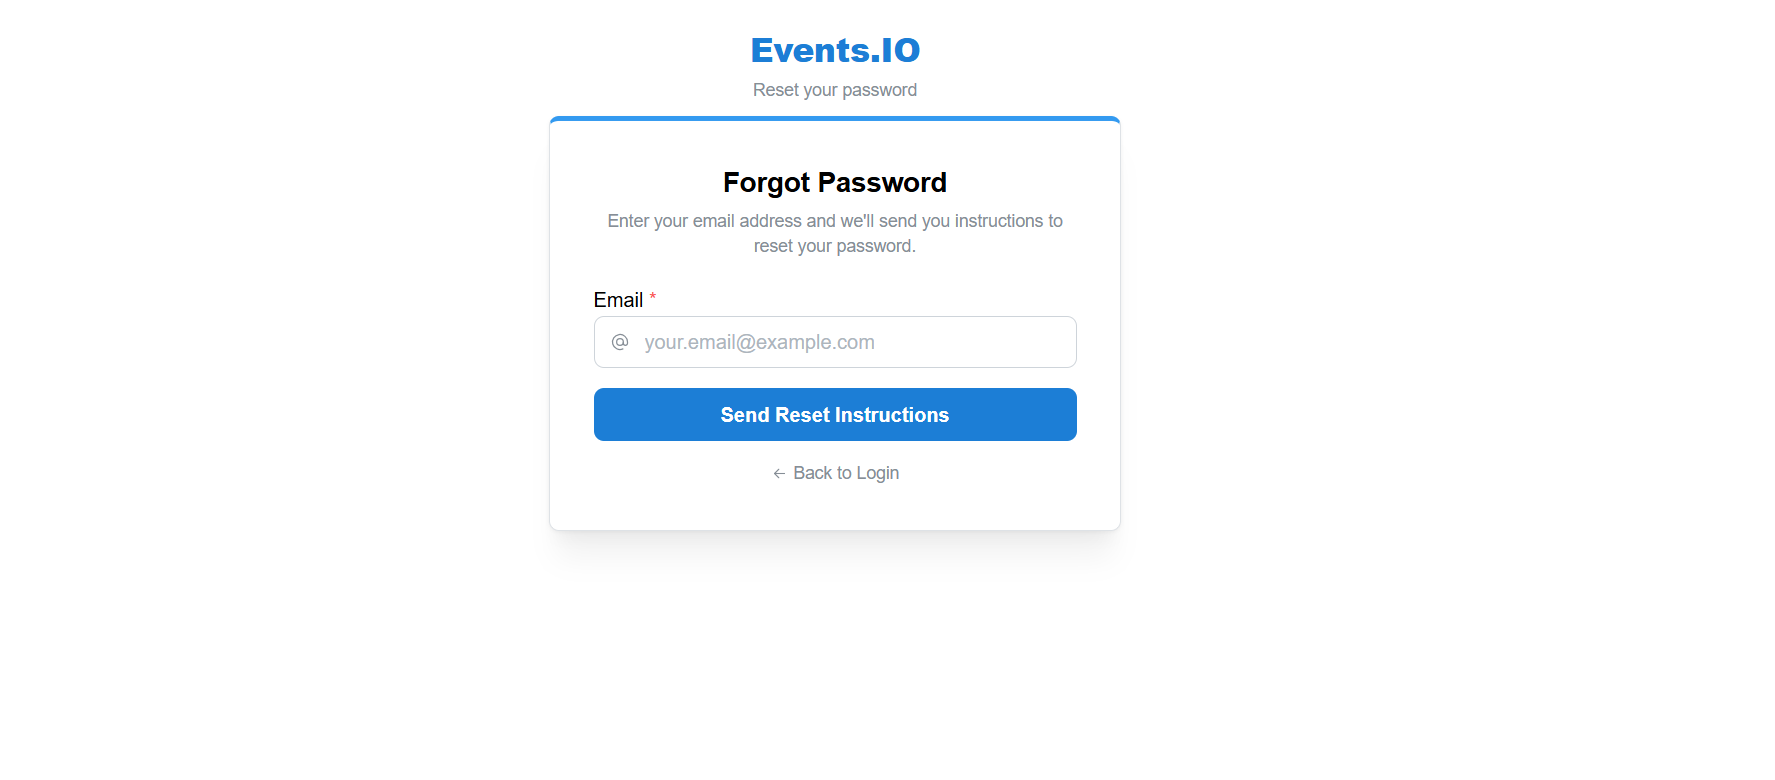 Events.IO
Reset your password
Forgot Password
Enter your email address and we'll send you instructions to
reset your password.
Email *
@ your.email@example.com
Send Reset Instructions
← Back to Login